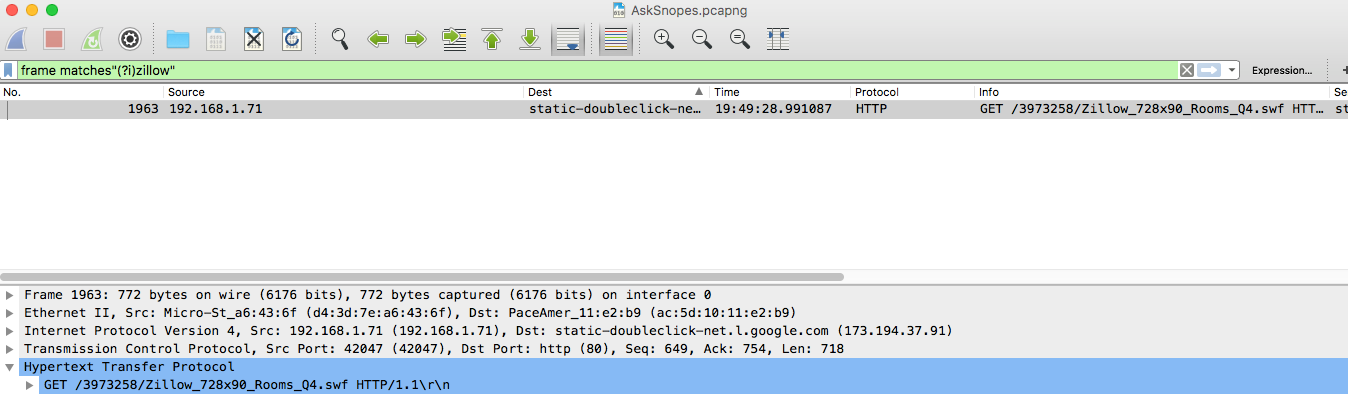 AskSnopes.pcapng
frame matches"(?i)zillow"
Expression...
No. Source Dest Time Protocol Info Se
1963 192.168.1.71 static-doubleclick-ne… 19:49:28.991087 HTTP GET /3973258/Zillow_728x90_Rooms_Q4.swf HTT… st
Frame 1963: 772 bytes on wire (6176 bits), 772 bytes captured (6176 bits) on interface 0
Ethernet II, Src: Micro-St_a6:43:6f (d4:3d:7e:a6:43:6f), Dst: PaceAmer_11:e2:b9 (ac:5d:10:11:e2:b9)
Internet Protocol Version 4, Src: 192.168.1.71 (192.168.1.71), Dst: static-doubleclick-net.l.google.com (173.194.37.91)
Transmission Control Protocol, Src Port: 42047 (42047), Dst Port: http (80), Seq: 649, Ack: 754, Len: 718
Hypertext Transfer Protocol
GET /3973258/Zillow_728x90_Rooms_Q4.swf HTTP/1.1\r\n